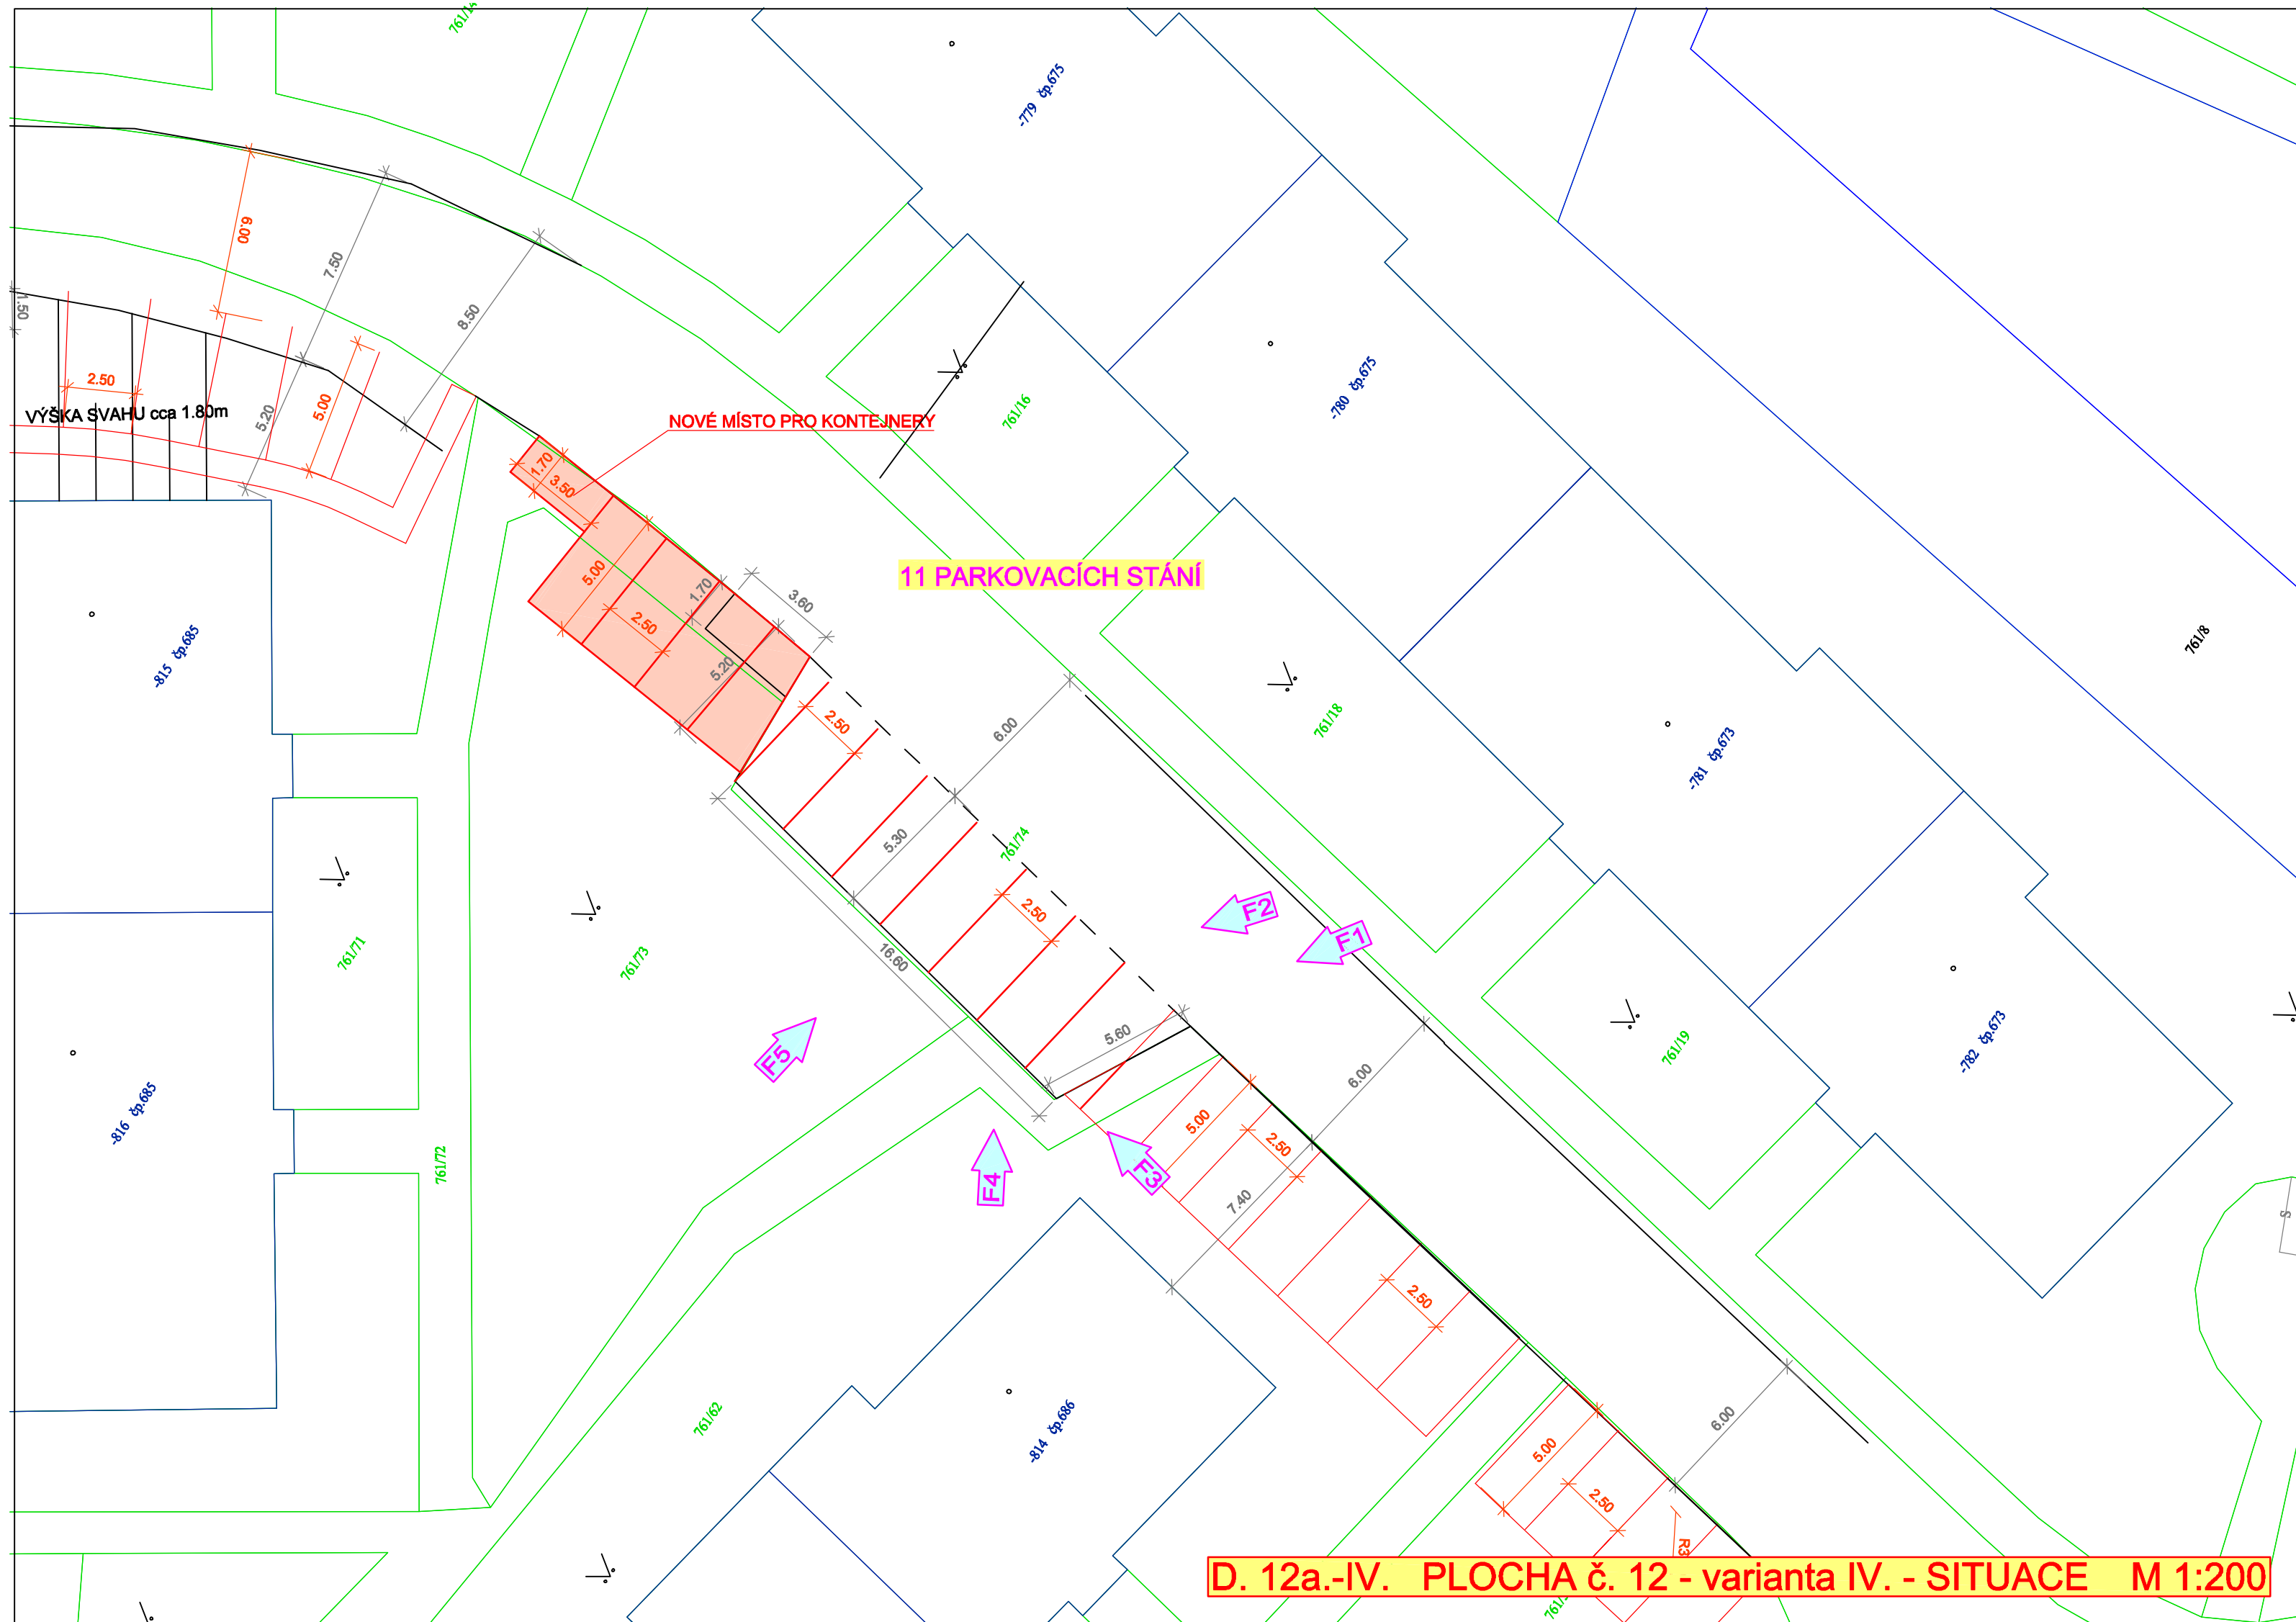 761/14
-779 čp.675
6.00
7.50
8.50
1.50
2.50
5.00
5.20
VÝŠKA SVAHU cca 1.80m
NOVÉ MÍSTO PRO KONTEJNERY
761/16
-780 čp.675
1.70
3.50
5.00
2.50
1.70
3.60
5.20
11 PARKOVACÍCH STÁNÍ
-815 čp.685
761/8
761/18
-781 čp.673
2.50
6.00
5.30
761/74
2.50
16.60
F2
F1
761/71
761/73
F5
5.60
6.00
761/19
-782 čp.673
-816 čp.685
761/72
F4
F3
5.00
2.50
7.40
2.50
S
761/62
-814 čp.686
6.00
5.00
2.50
R3
D. 12a.-IV. PLOCHA č. 12 - varianta IV. - SITUACE M 1:200